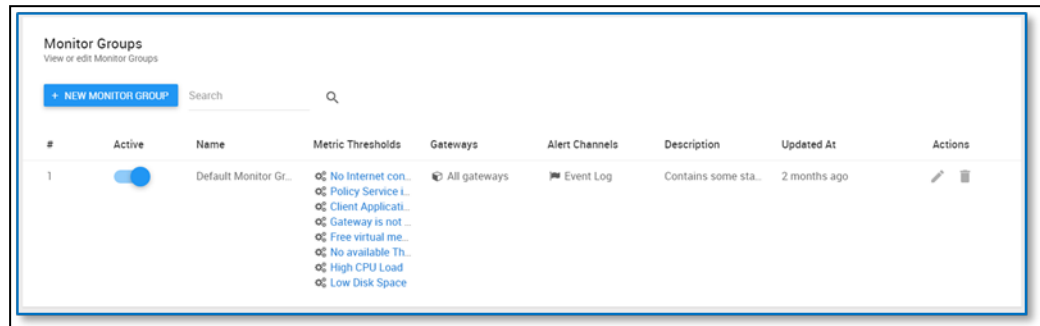 Monitor Groups
View or edit Monitor Groups
+ NEW MONITOR GROUP Search
# Active Name Metric Thresholds Gateways Alert Channels Description Updated At Actions
1 Default Monitor Gr... No Internet con... All gateways Event Log Contains some sta... 2 months ago
Policy Service i...
Client Applicati...
Gateway is not ...
Free virtual me...
No available Th...
High CPU Load
Low Disk Space